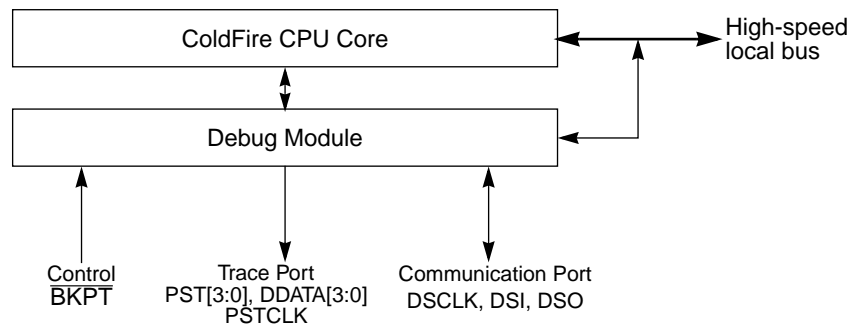 ColdFire CPU Core
High-speed
local bus
Debug Module
Control
BKPT
Trace Port
PST[3:0], DDATA[3:0]
PSTCLK
Communication Port
DSCLK, DSI, DSO